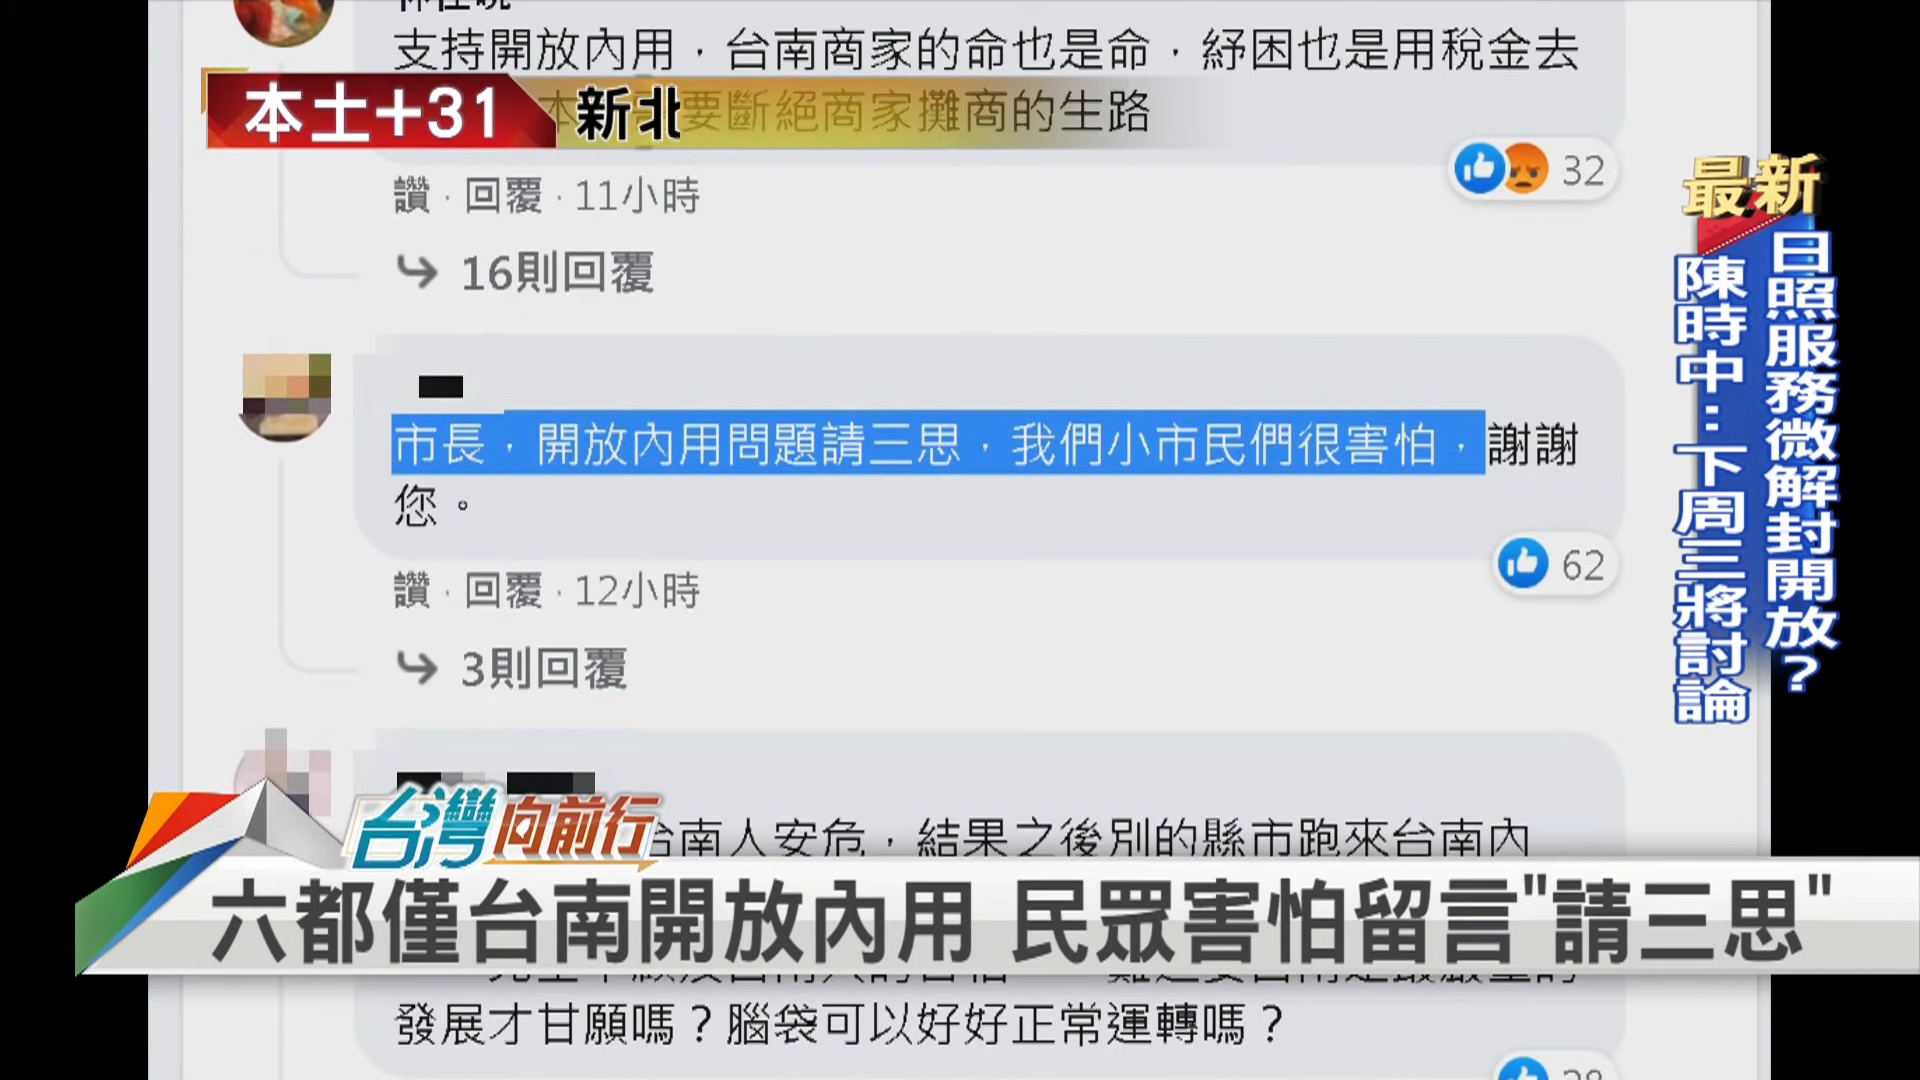 支持開放內用，台南商家的命也是命，紓困也是用稅金去
要斷絕商家攤商的生路
本土+31 新北
32
讚 · 回覆 · 11小時
16則回覆
市長，開放內用問題請三思，我們小市民們很害怕，謝謝
您。
62
讚 · 回覆 · 12小時
3則回覆
最新
日照服務微解封開放?
陳時中:下周三將討論
台南人安危，結果之後別的縣市跑來台南內
台灣向前行
六都僅台南開放內用 民眾害怕留言"請三思"
發展才甘願嗎？腦袋可以好好正常運轉嗎？